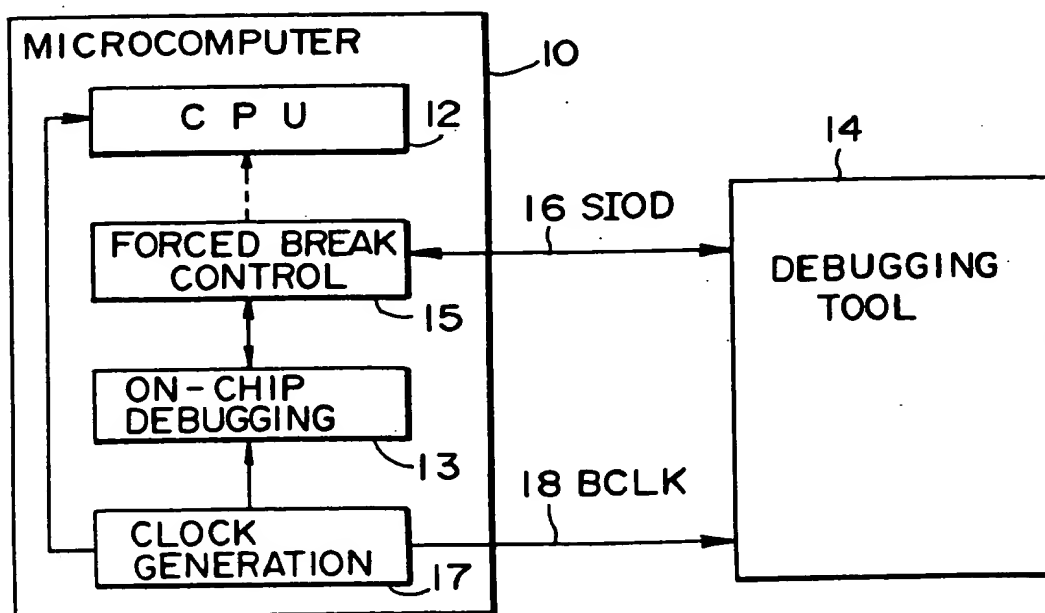 MICROCOMPUTER
10
CPU
12
14
16 SIOD
FORCED BREAK
CONTROL
15
DEBUGGING
TOOL
ON-CHIP
DEBUGGING
13
18 BCLK
CLOCK
GENERATION
17